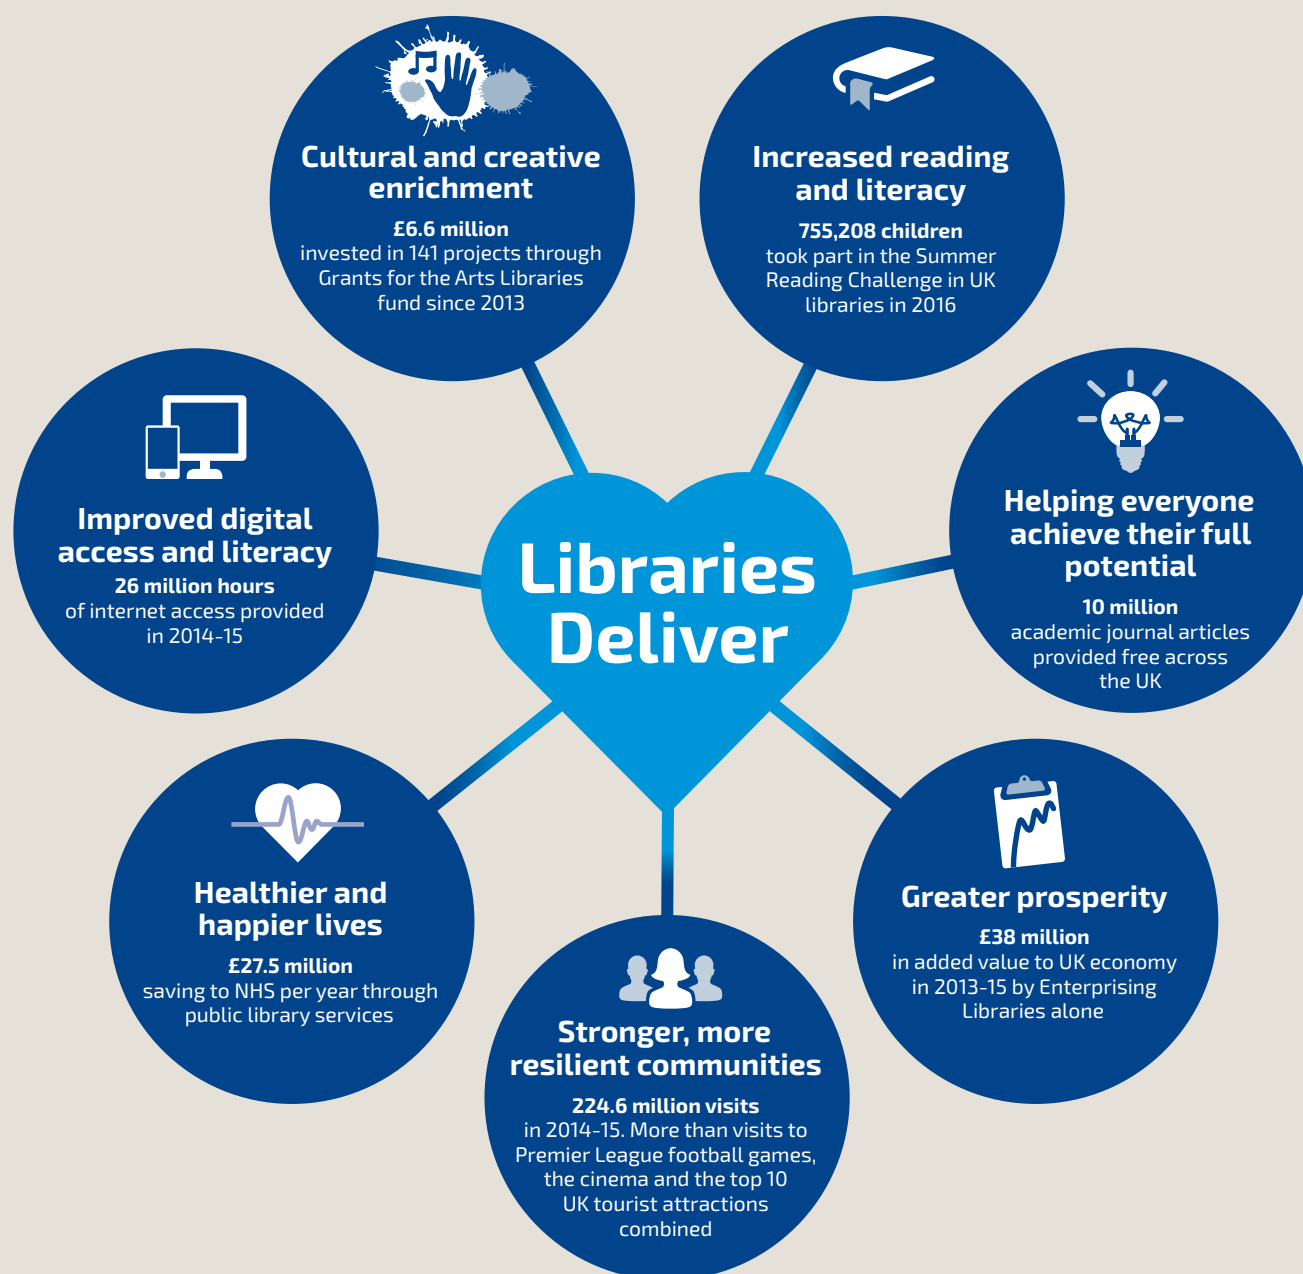 Cultural and creative
enrichment
£6.6 million
invested in 141 projects through
Grants for the Arts Libraries
fund since 2013
Increased reading
and literacy
755,208 children
took part in the Summer
Reading Challenge in UK
libraries in 2016
Improved digital
access and literacy
26 million hours
of internet access provided
in 2014-15
Libraries
Deliver
Helping everyone
achieve their full
potential
10 million
academic journal articles
provided free across
the UK
Healthier and
happier lives
£27.5 million
saving to NHS per year through
public library services
Greater prosperity
£38 million
in added value to UK economy
in 2013-15 by Enterprising
Libraries alone
Stronger, more
resilient communities
224.6 million visits
in 2014-15. More than visits to
Premier League football games,
the cinema and the top 10
UK tourist attractions
combined